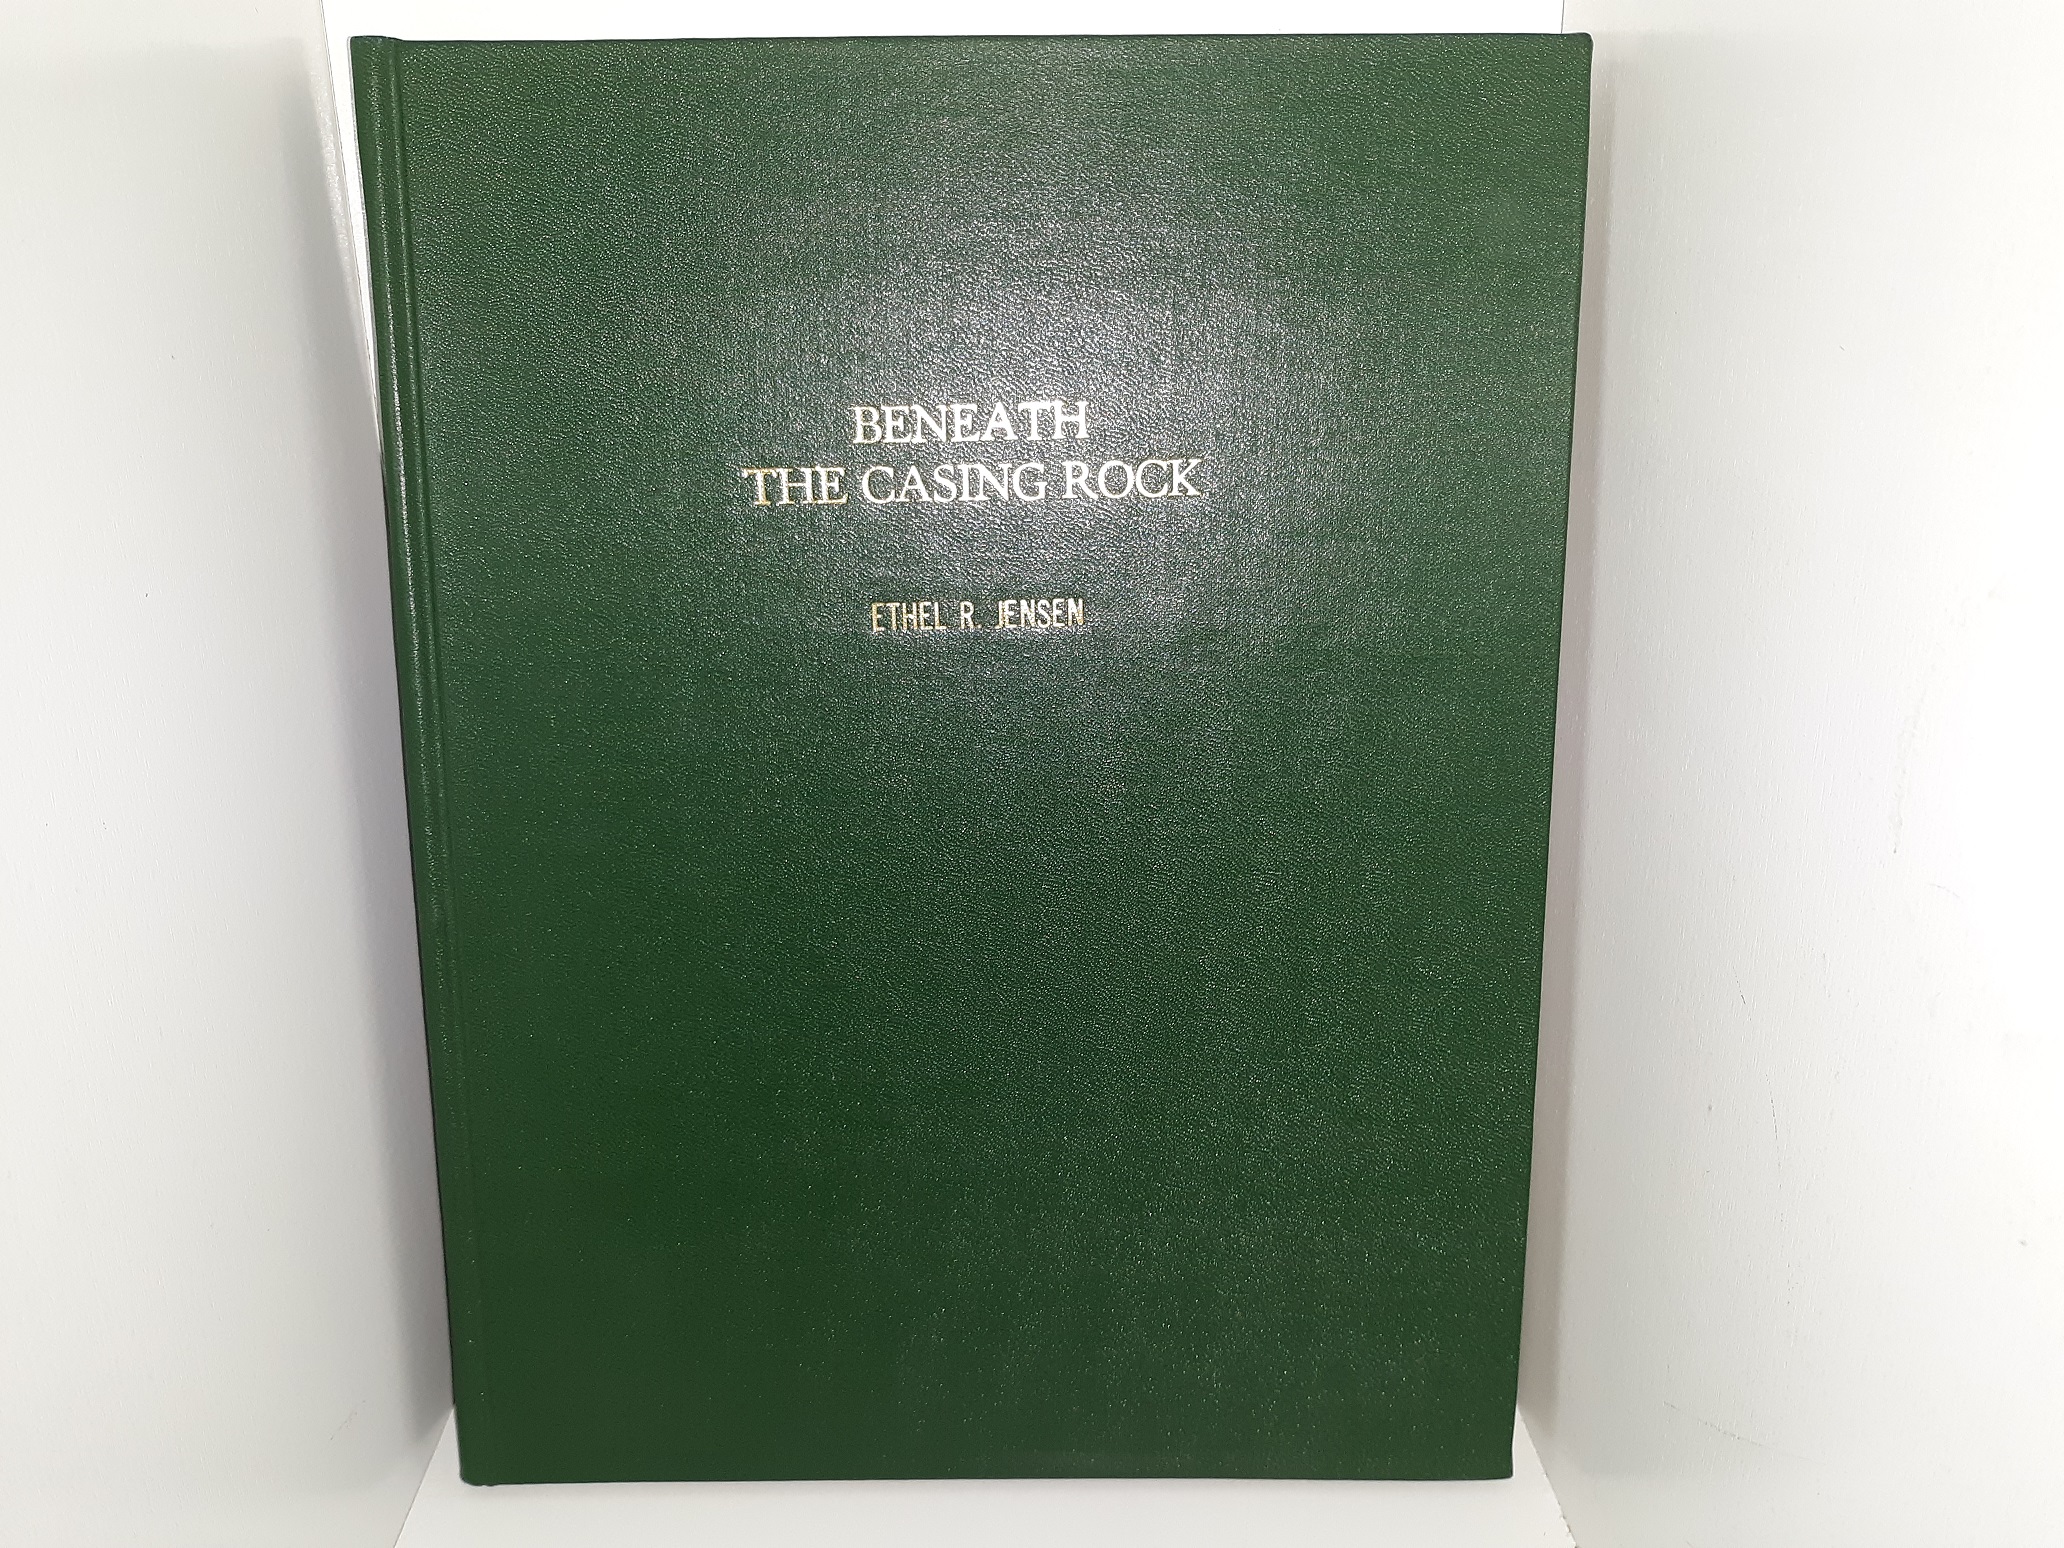 BENEATH
THE CASING ROCK
ETHEL R. JENSEN